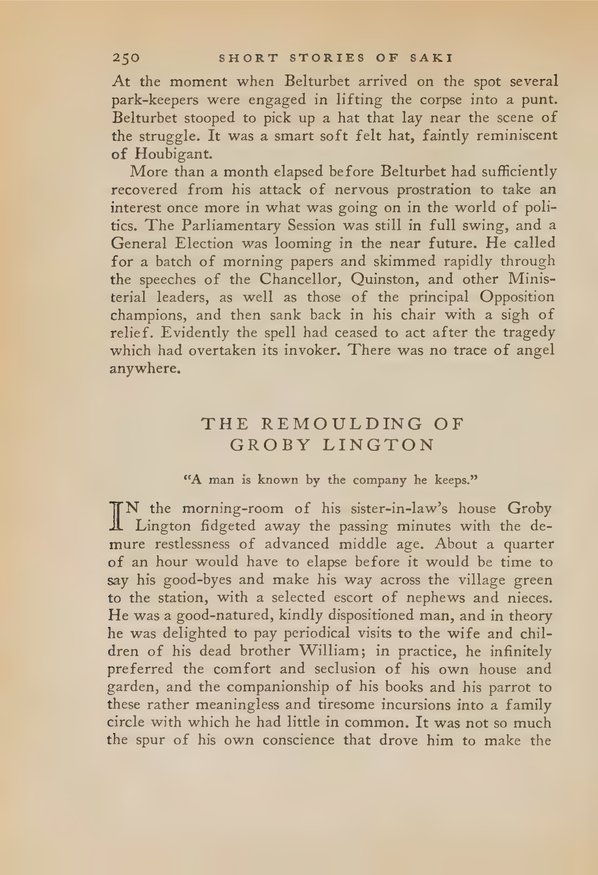 250 SHORT STORIES OF SAKI
At the moment when Belturbet arrived on the spot several
park-keepers were engaged in lifting the corpse into a punt.
Belturbet stooped to pick up a hat that lay near the scene of
the struggle. It was a smart soft felt hat, faintly reminiscent
of Houbigant.
More than a month elapsed before Belturbet had sufficiently
recovered from his attack of nervous prostration to take an
interest once more in what was going on in the world of poli-
tics. The Parliamentary Session was still in full swing, and a
General Election was looming in the near future. He called
for a batch of morning papers and skimmed rapidly through
the speeches of the Chancellor, Quinston, and other Minis-
terial leaders, as well as those of the principal Opposition
champions, and then sank back in his chair with a sigh of
relief. Evidently the spell had ceased to act after the tragedy
which had overtaken its invoker. There was no trace of angel
anywhere.
THE REMOULDING OF
GROBY LINGTON
"A man is known by the company he keeps."
IN the morning-room of his sister-in-law's house Groby
Lington fidgeted away the passing minutes with the de-
mure restlessness of advanced middle age. About a quarter
of an hour would have to elapse before it would be time to
say his good-byes and make his way across the village green
to the station, with a selected escort of nephews and nieces.
He was a good-natured, kindly dispositioned man, and in theory
he was delighted to pay periodical visits to the wife and chil-
dren of his dead brother William; in practice, he infinitely
preferred the comfort and seclusion of his own house and
garden, and the companionship of his books and his parrot to
these rather meaningless and tiresome incursions into a family
circle with which he had little in common. It was not so much
the spur of his own conscience that drove him to make the